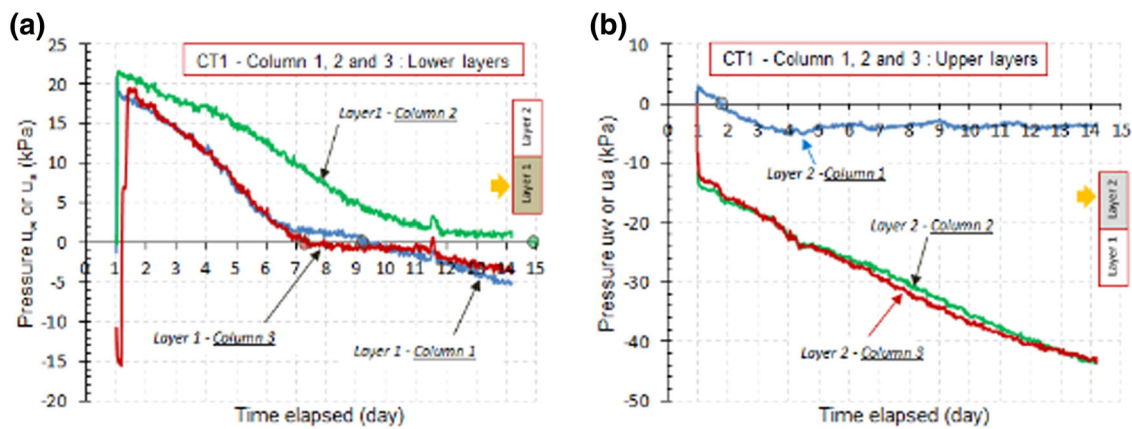 (a)
CT1 - Column 1, 2 and 3 : Lower layers
Pressure uw or ua (kPa)
25
20
15
10
5
0
-5
-10
-15
-20
0 1 2 3 4 5 6 7 8 9 10 11 12 13 14 15
Layer1 - Column 2
Layer 1 - Column 3
Layer 1 - Column 1
Layer 2
Layer 1
Time elapsed (day)
(b)
CT1 - Column 1, 2 and 3 : Upper layers
Pressure uw or ua (kPa)
10
0
-10
-20
-30
-40
-50
0 1 2 3 4 5 6 7 8 9 10 11 12 13 14 15
Layer 2 - Column 1
Layer 2 - Column 2
Layer 2 - Column 3
Layer 2
Layer 1
Time elapsed (day)